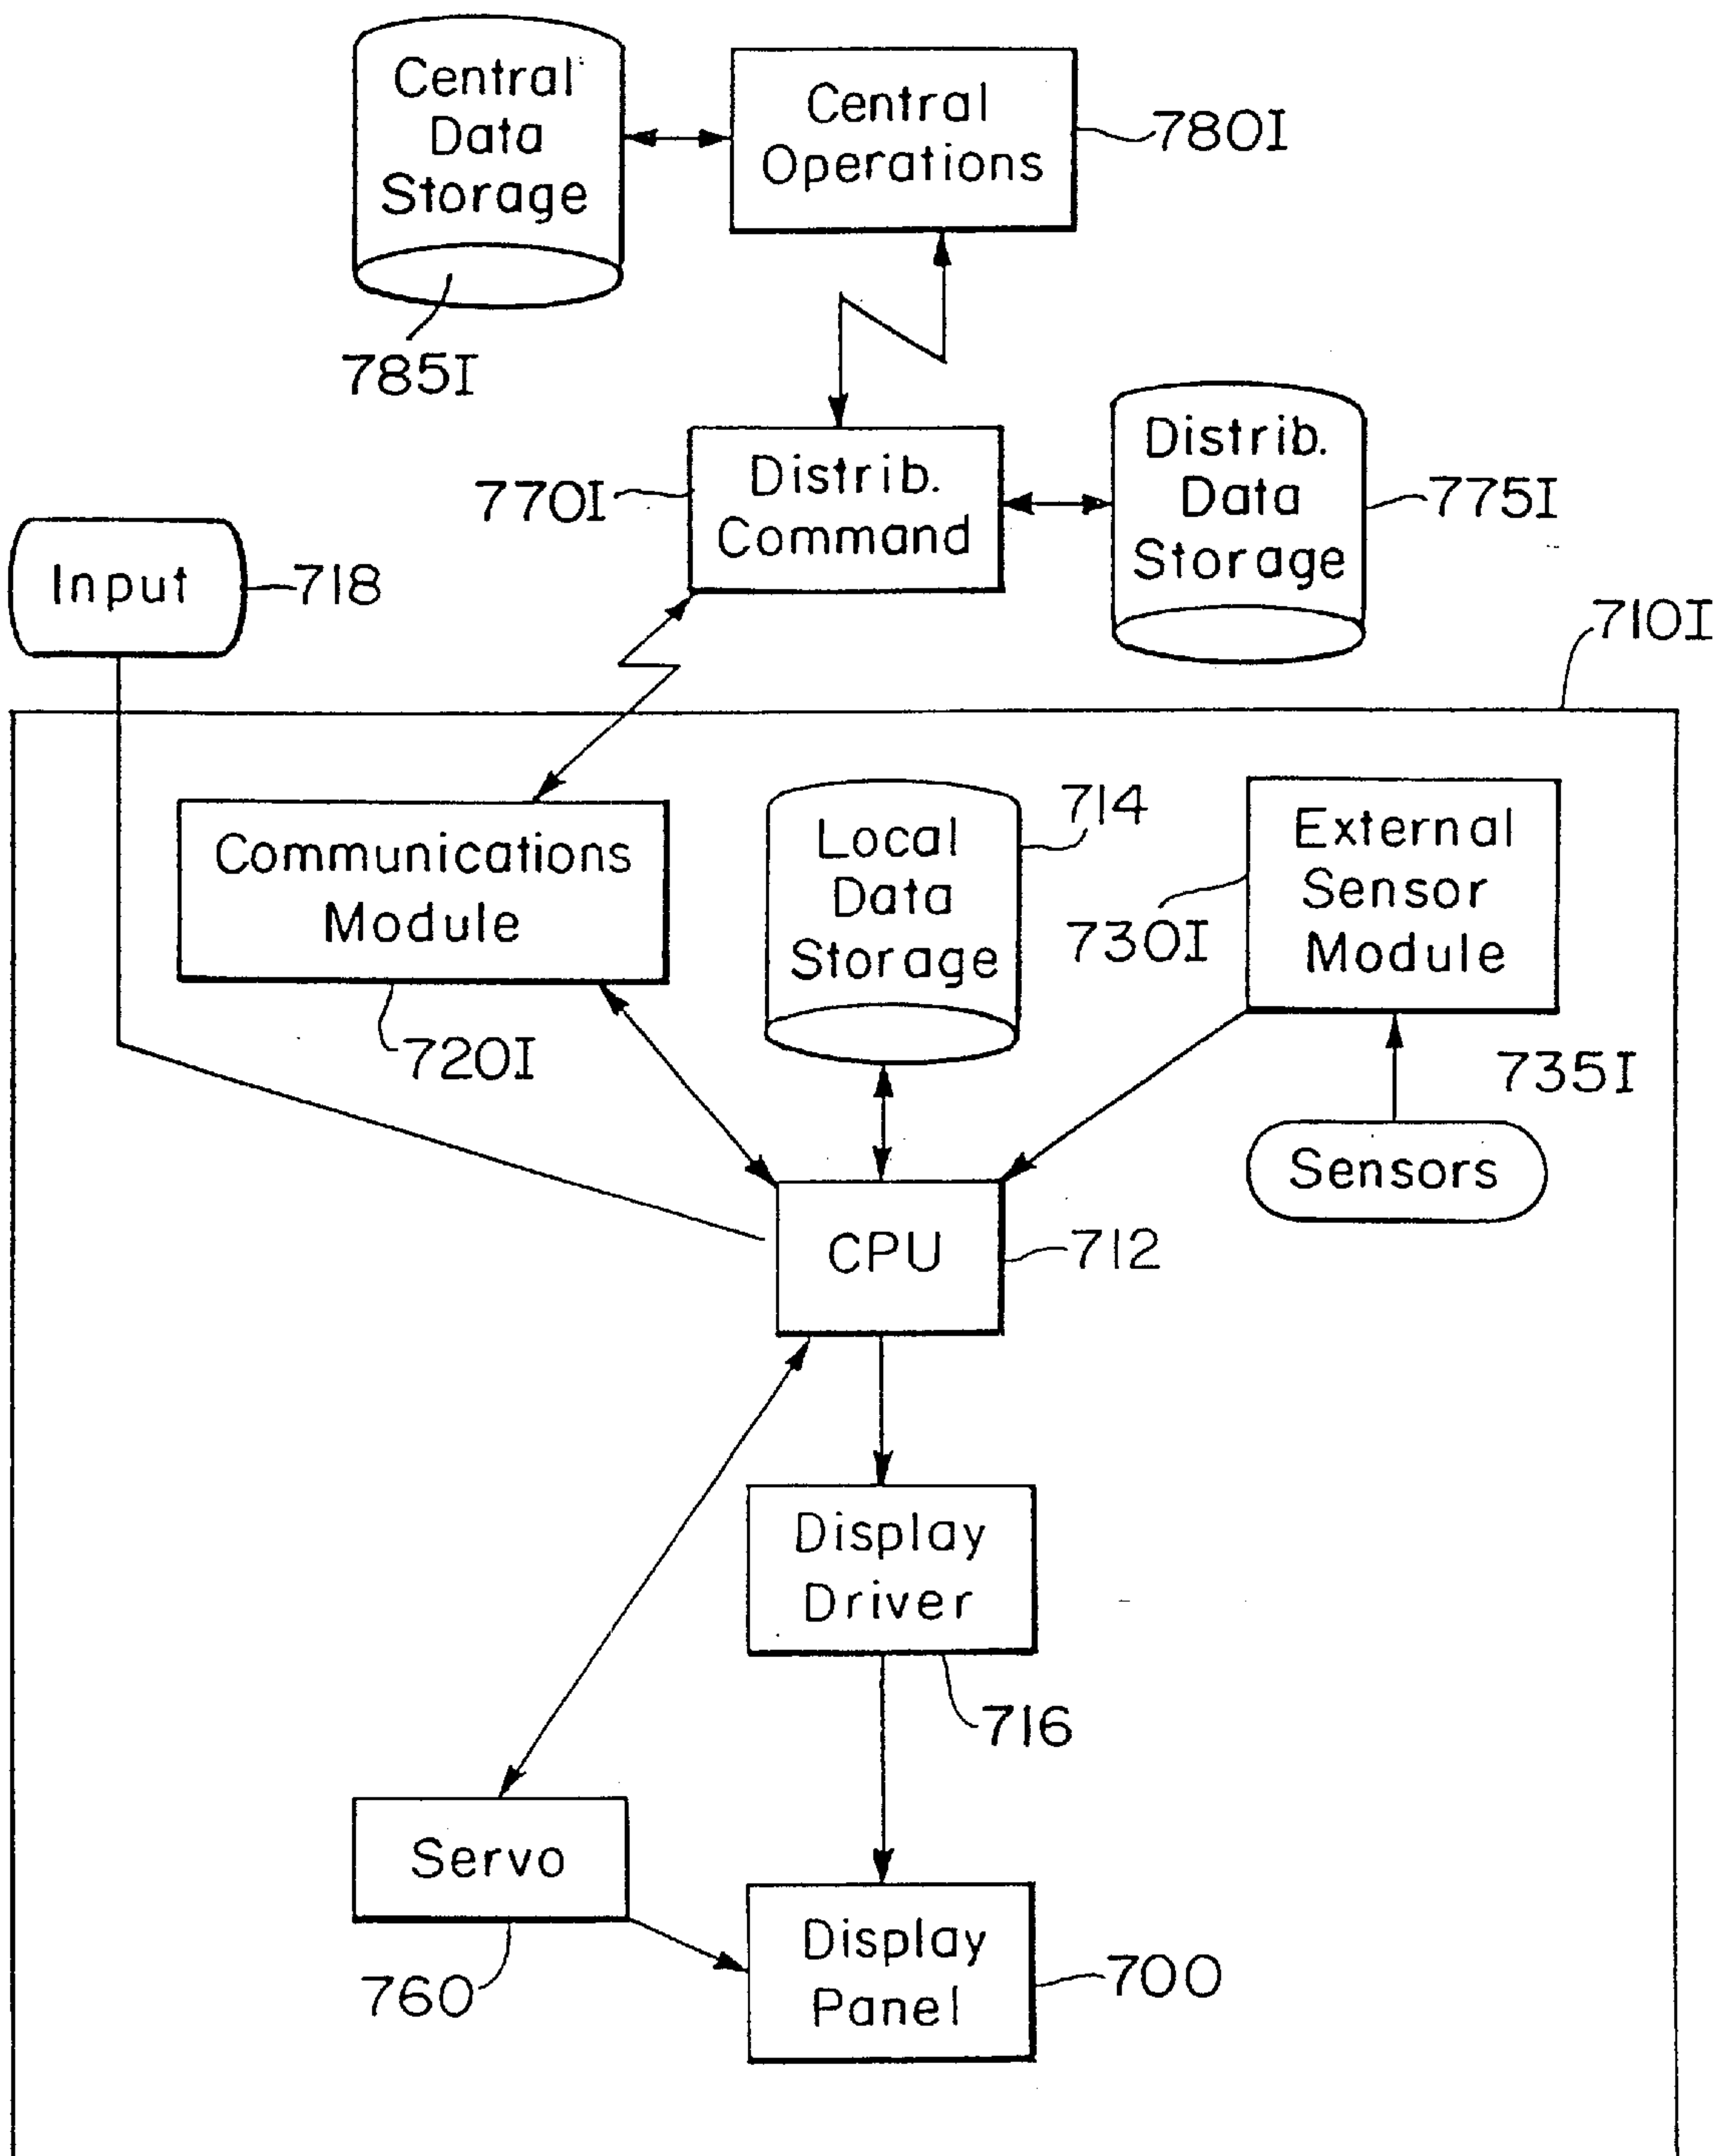 Central
Data
Storage
785I
Central
Operations
780I
Distrib.
Command
770I
Distrib.
Data
Storage
775I
Input
718
710I
Communications
Module
720I
Local
Data
Storage
714
External
Sensor
Module
730I
735I
Sensors
CPU
712
Display
Driver
716
Servo
760
Display
Panel
700